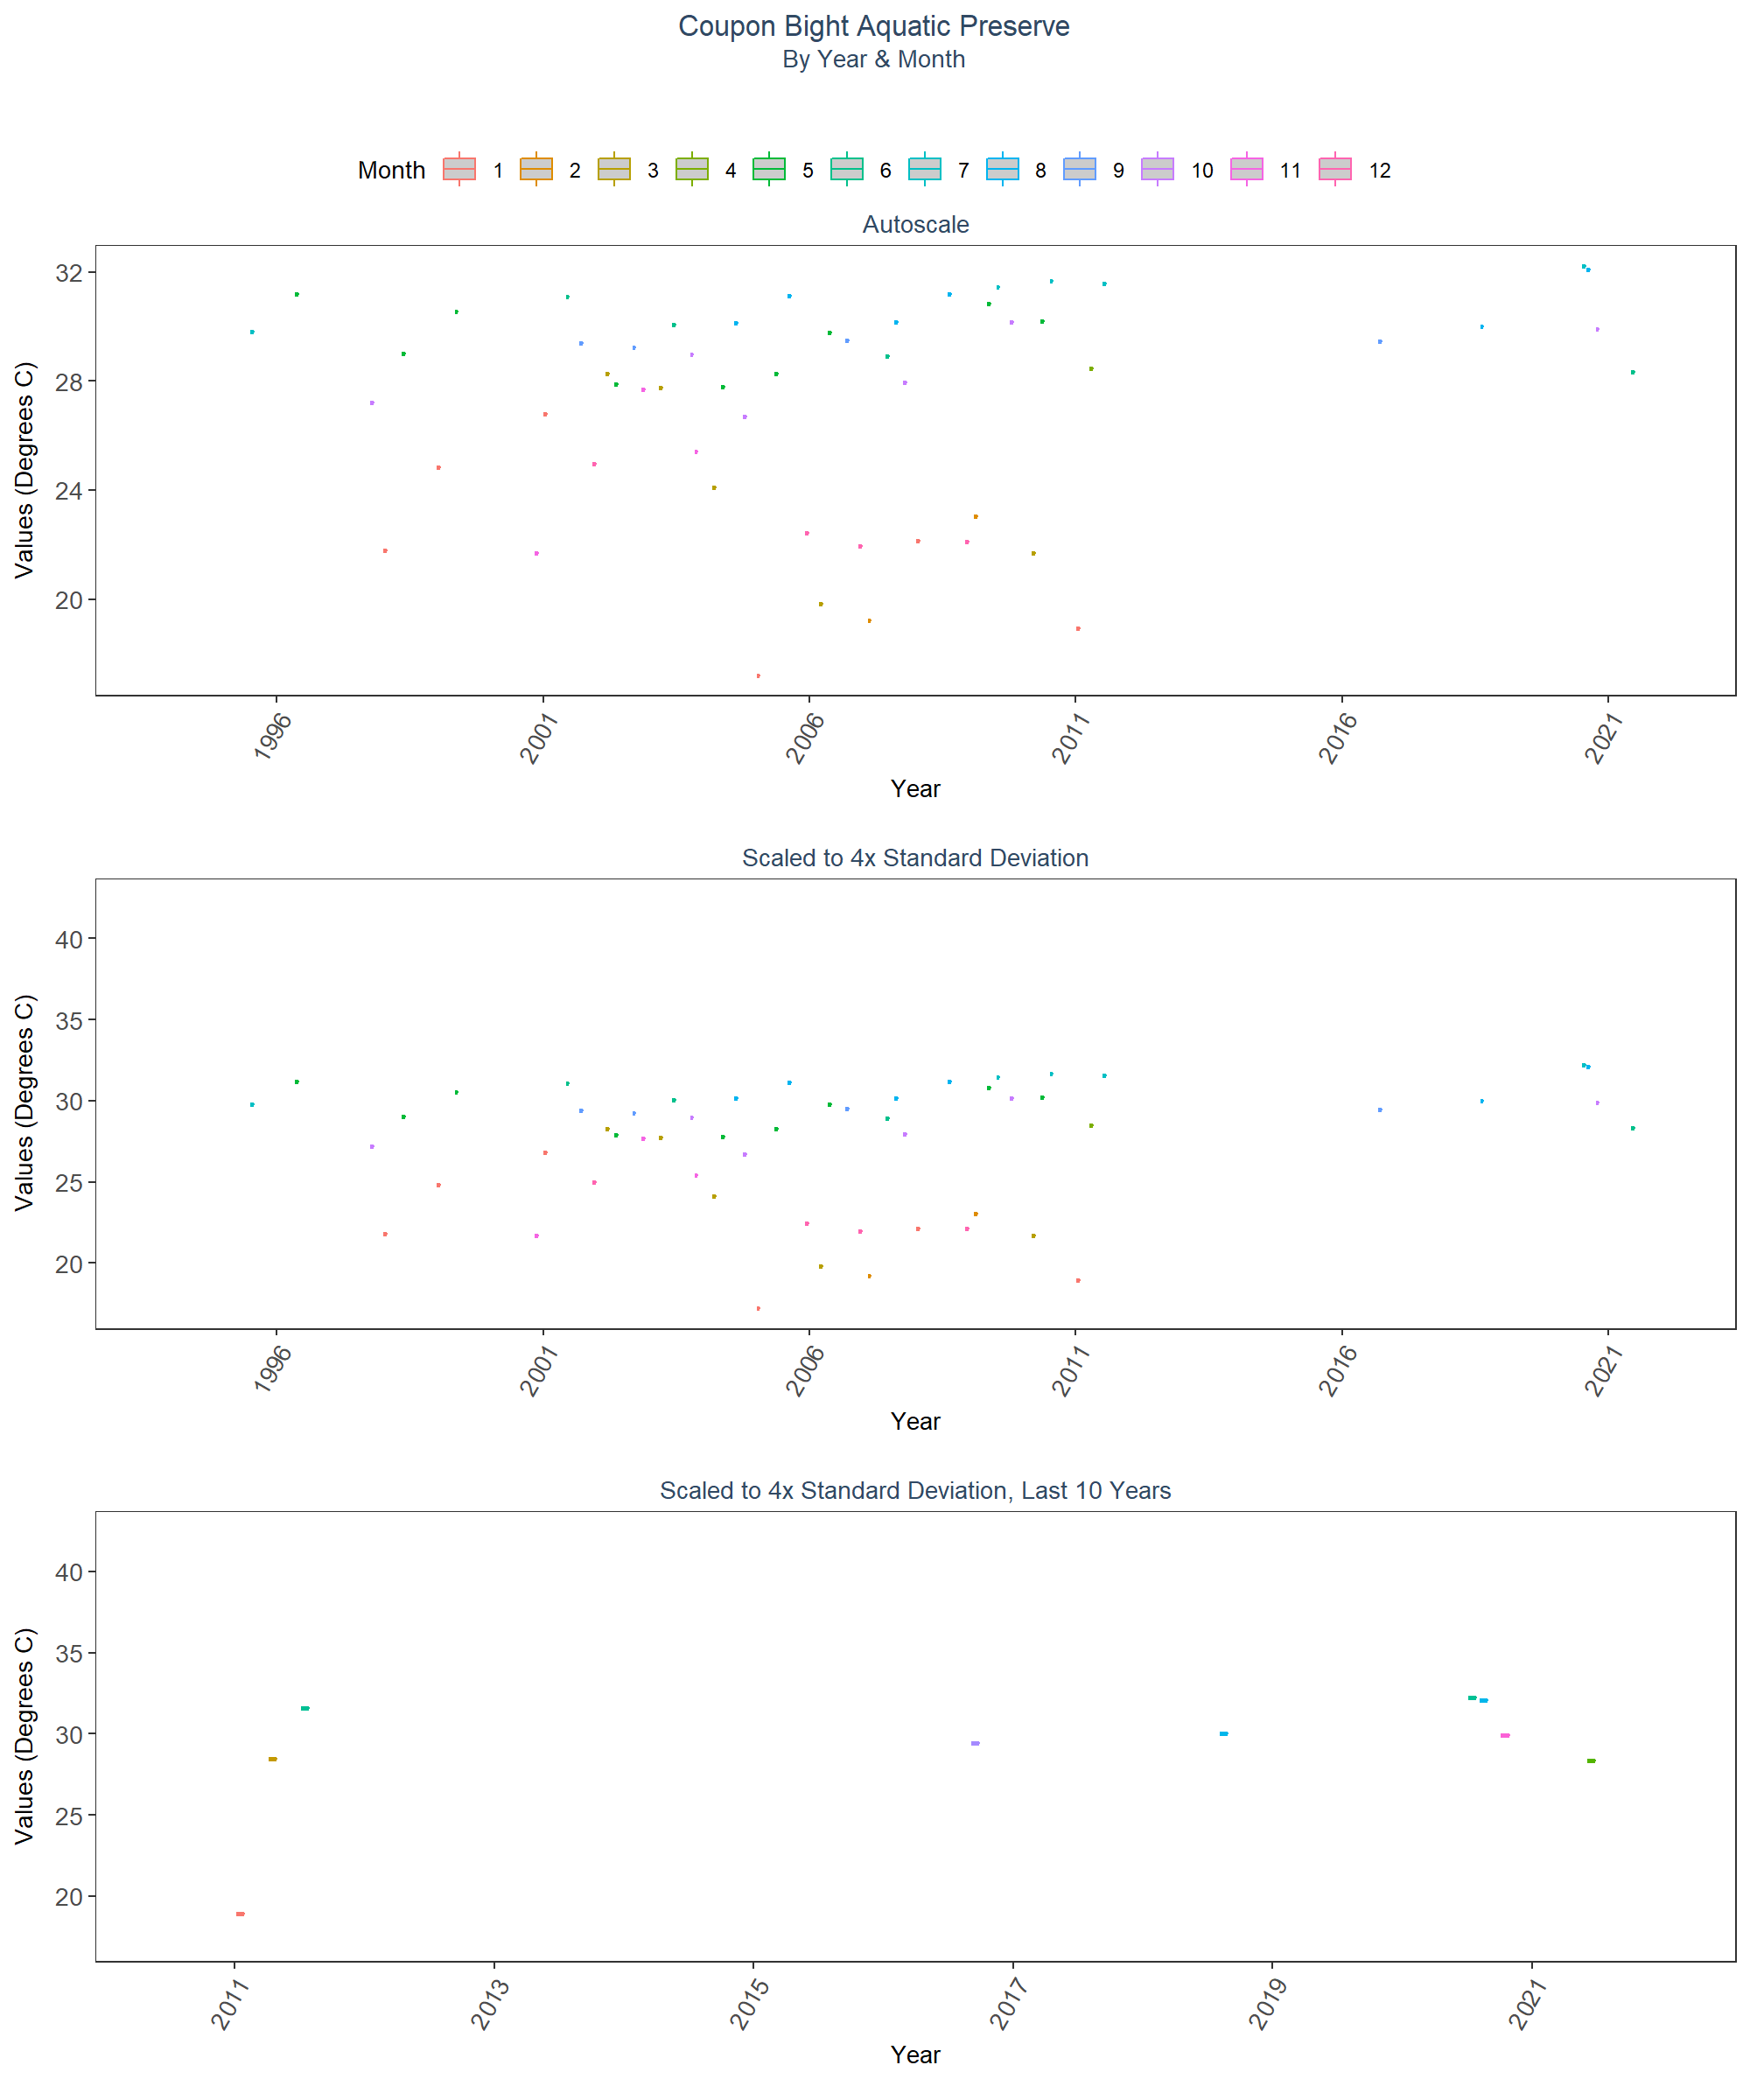 Coupon Bight Aquatic Preserve
By Year & Month
Month 1 2 3 4 5 6 7 8 9 10 11 12
Autoscale
Values (Degrees C)
32
28
24
20
1996 2001 2006 2011 2016 2021
Year
Scaled to 4x Standard Deviation
Values (Degrees C)
40
35
30
25
20
1996 2001 2006 2011 2016 2021
Year
Scaled to 4x Standard Deviation, Last 10 Years
Values (Degrees C)
40
35
30
25
20
2011 2013 2015 2017 2019 2021
Year